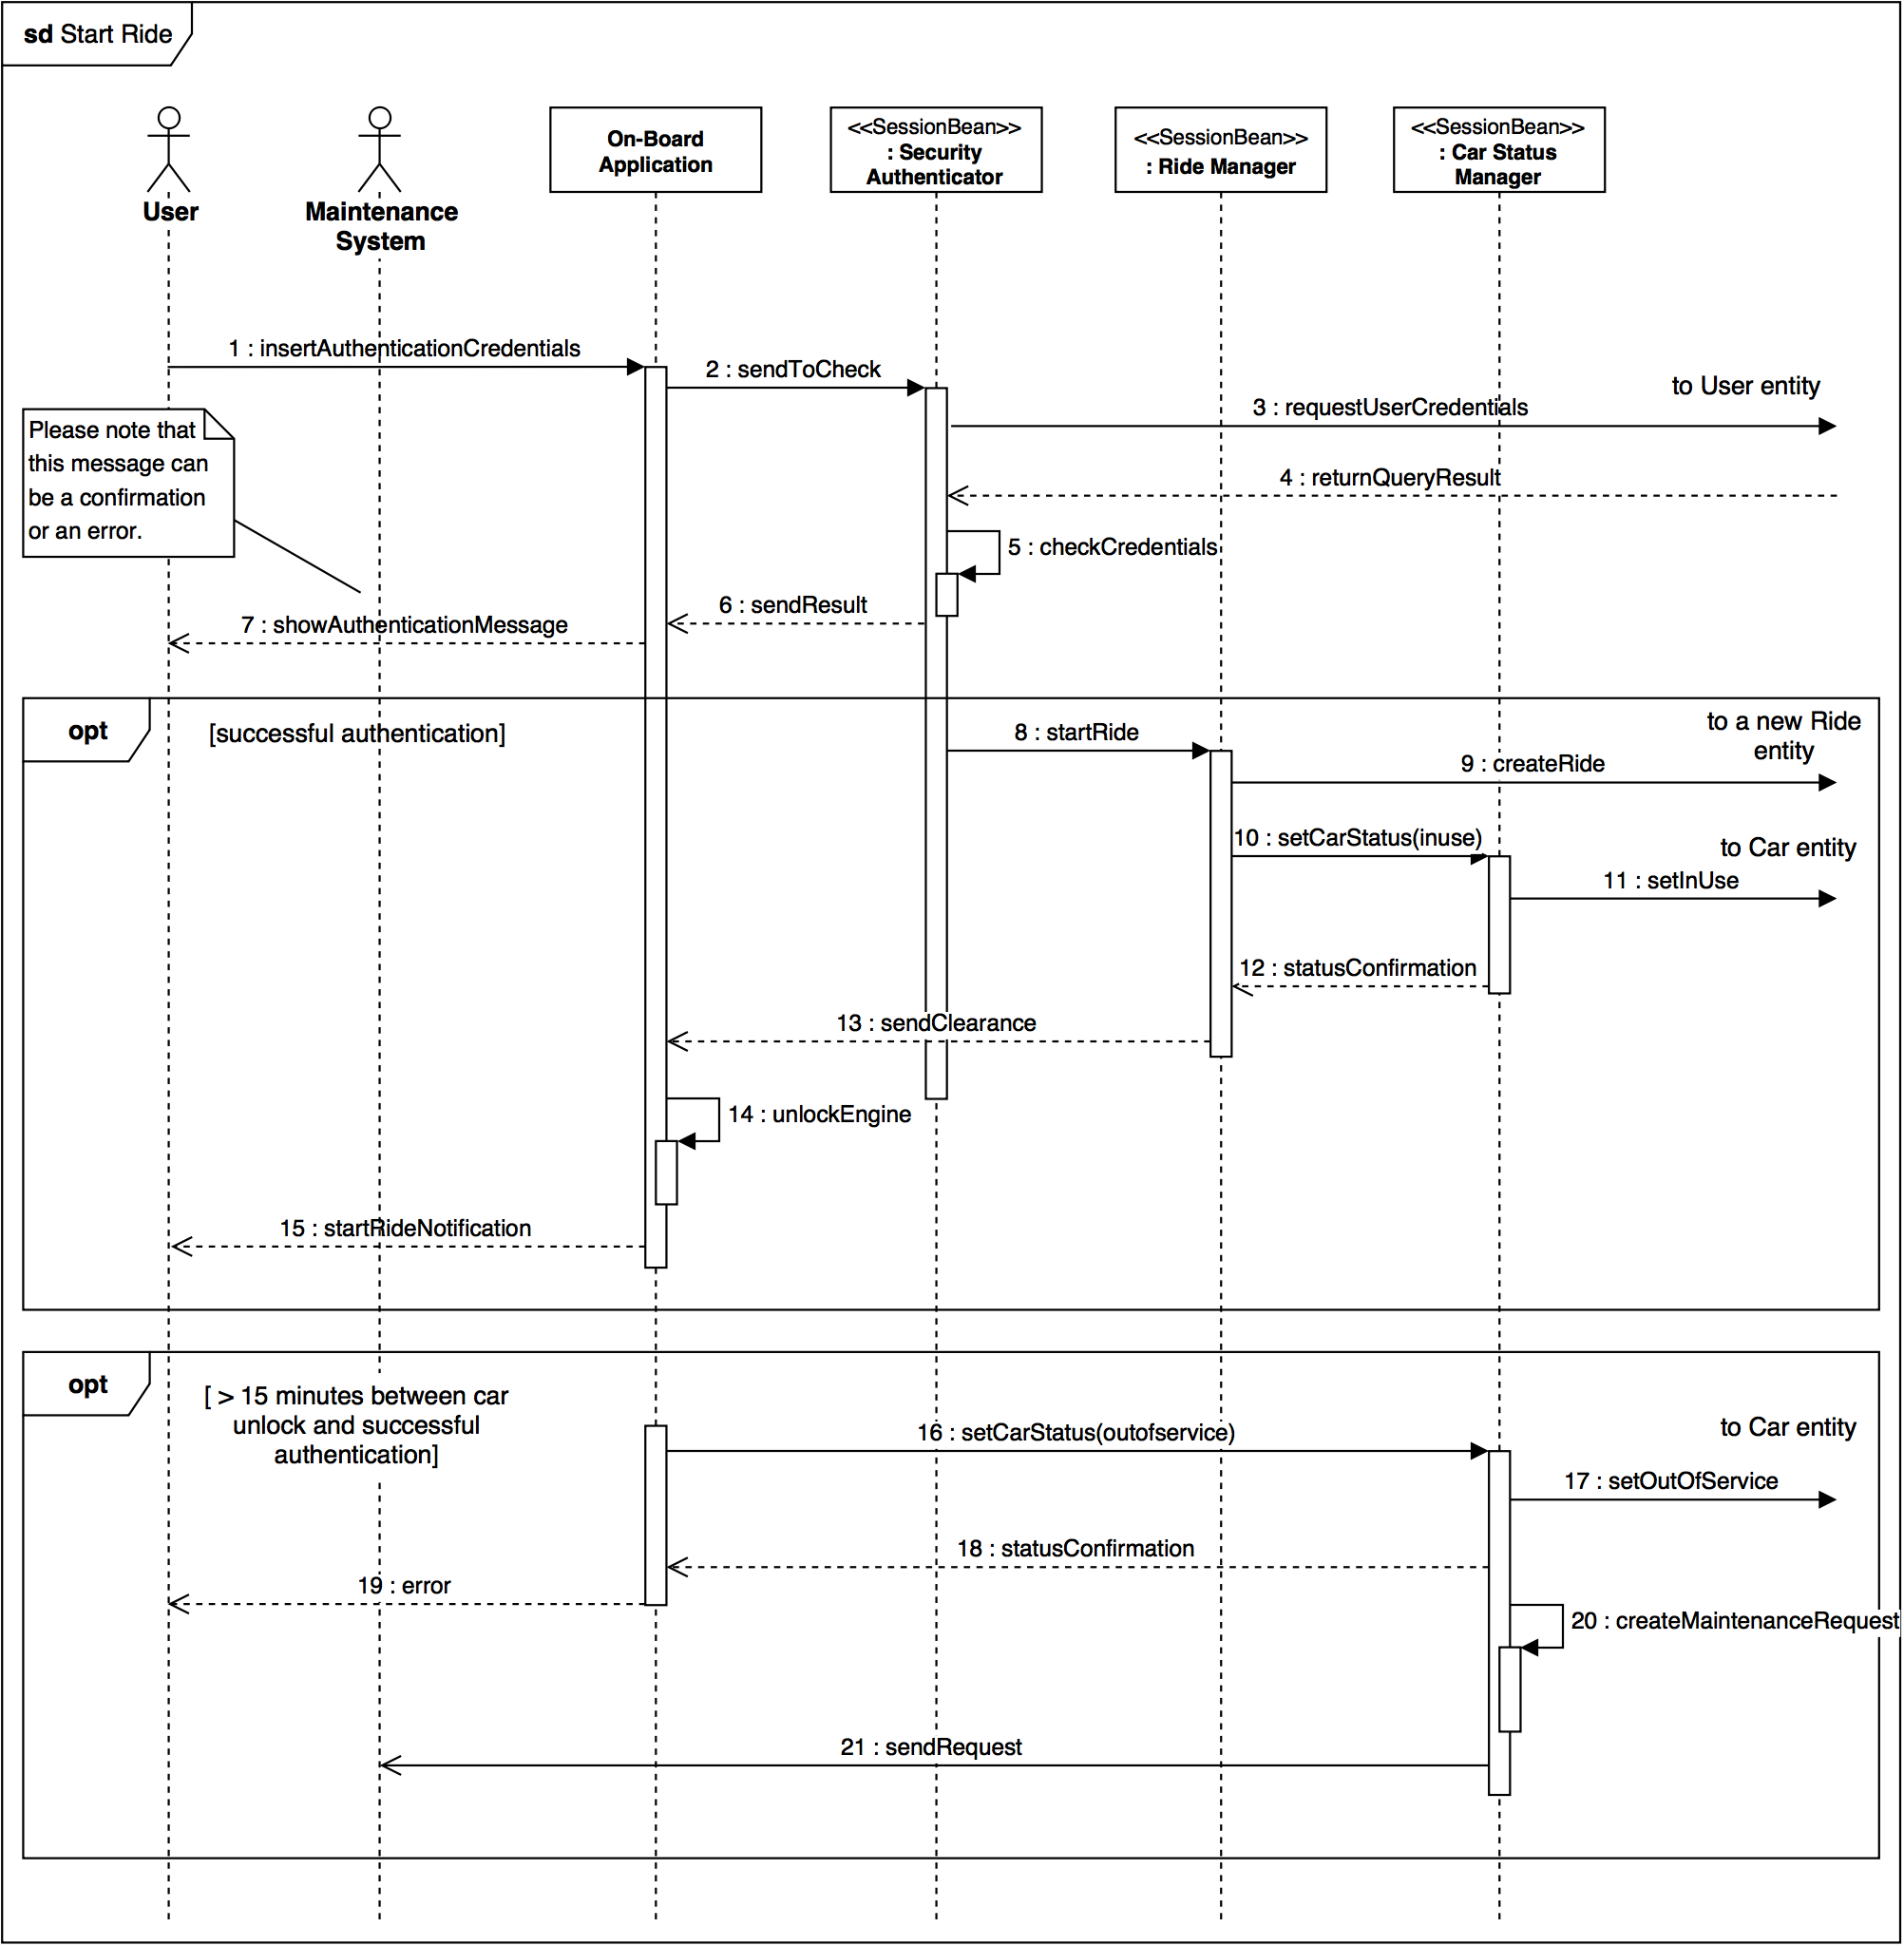 sd Start Ride
User
Maintenance
System
On-Board
Application
<<SessionBean>>
: Security
Authenticator
<<SessionBean>>
: Ride Manager
<<SessionBean>>
: Car Status
Manager
1 : insertAuthenticationCredentials
2 : sendToCheck
to User entity
3 : requestUserCredentials
Please note that
this message can
be a confirmation
or an error.
4 : returnQueryResult
5 : checkCredentials
6 : sendResult
7 : showAuthenticationMessage
opt
[successful authentication]
8 : startRide
to a new Ride
entity
9 : createRide
10 : setCarStatus(inuse)
to Car entity
11 : setInUse
12 : statusConfirmation
13 : sendClearance
14 : unlockEngine
15 : startRideNotification
opt
[ > 15 minutes between car
unlock and successful
authentication]
16 : setCarStatus(outofservice)
to Car entity
17 : setOutOfService
18 : statusConfirmation
19 : error
20 : createMaintenanceRequest
21 : sendRequest